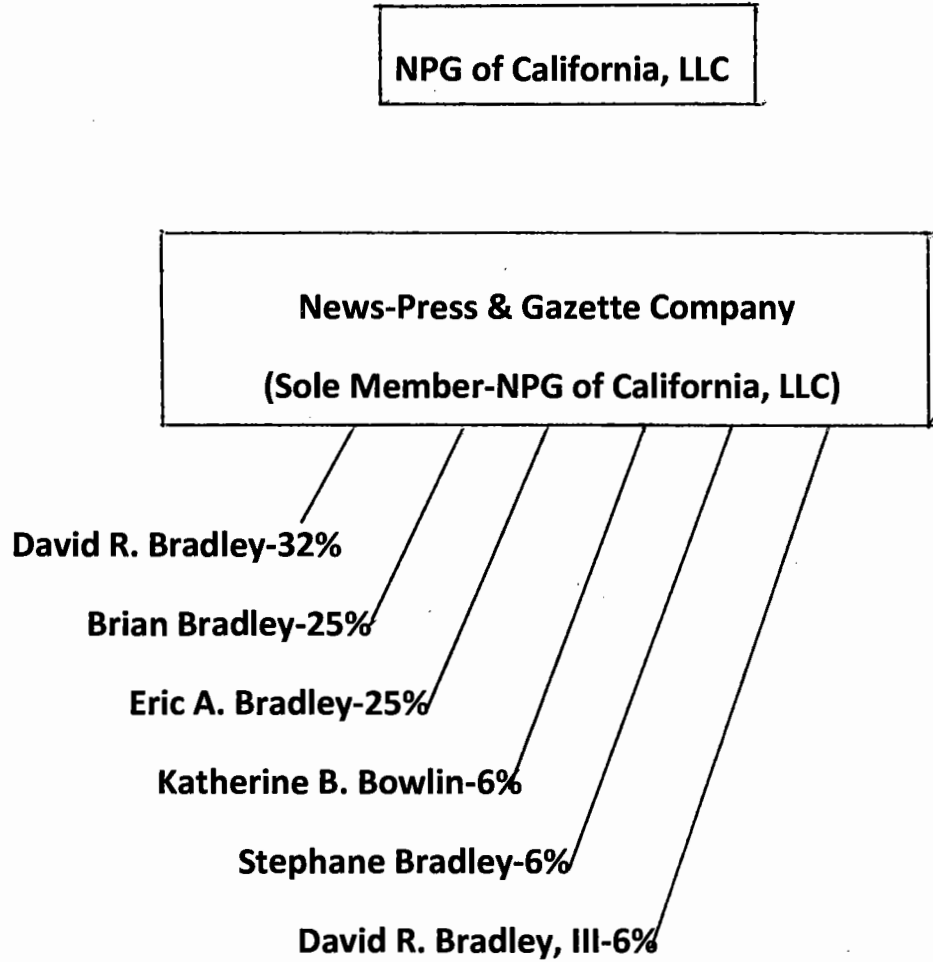 NPG of California, LLC
News-Press & Gazette Company
(Sole Member-NPG of California, LLC)
David R. Bradley-32%
Brian Bradley-25%
Eric A. Bradley-25%
Katherine B. Bowlin-6%
Stephane Bradley-6%
David R. Bradley, III-6%